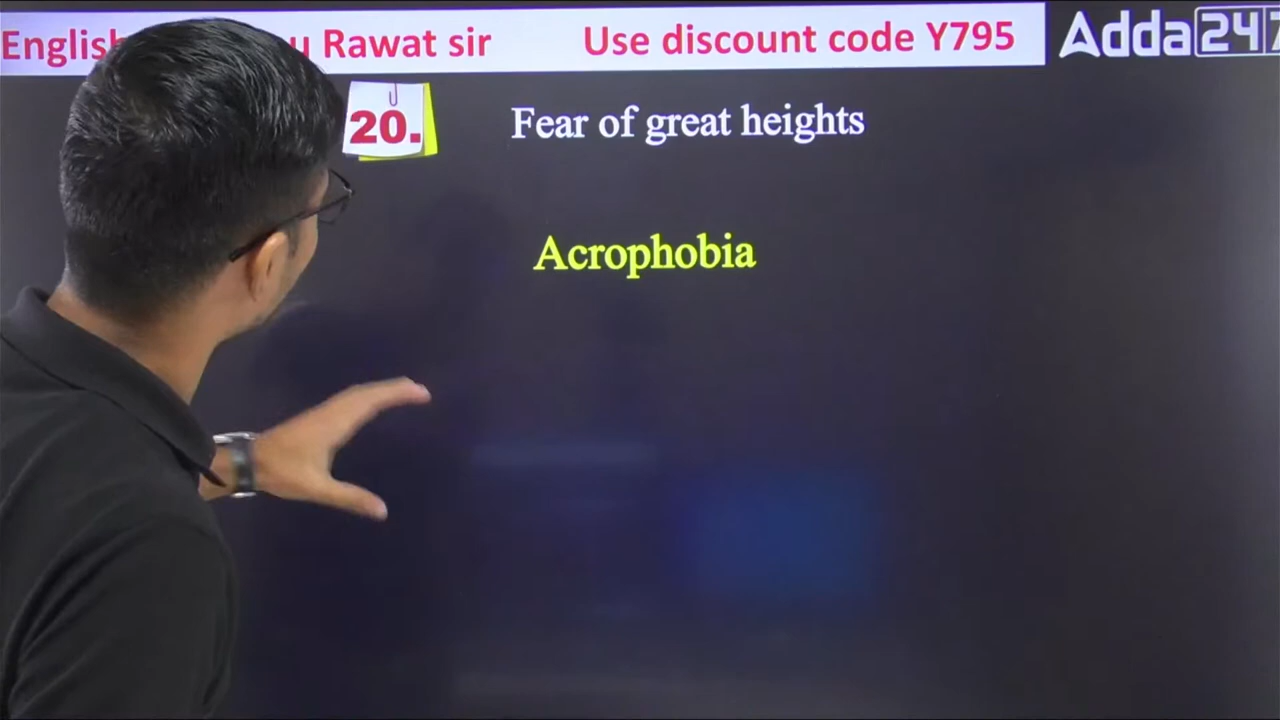 English Rawat sir Use discount code Y795 Adda247
20. Fear of great heights
Acrophobia